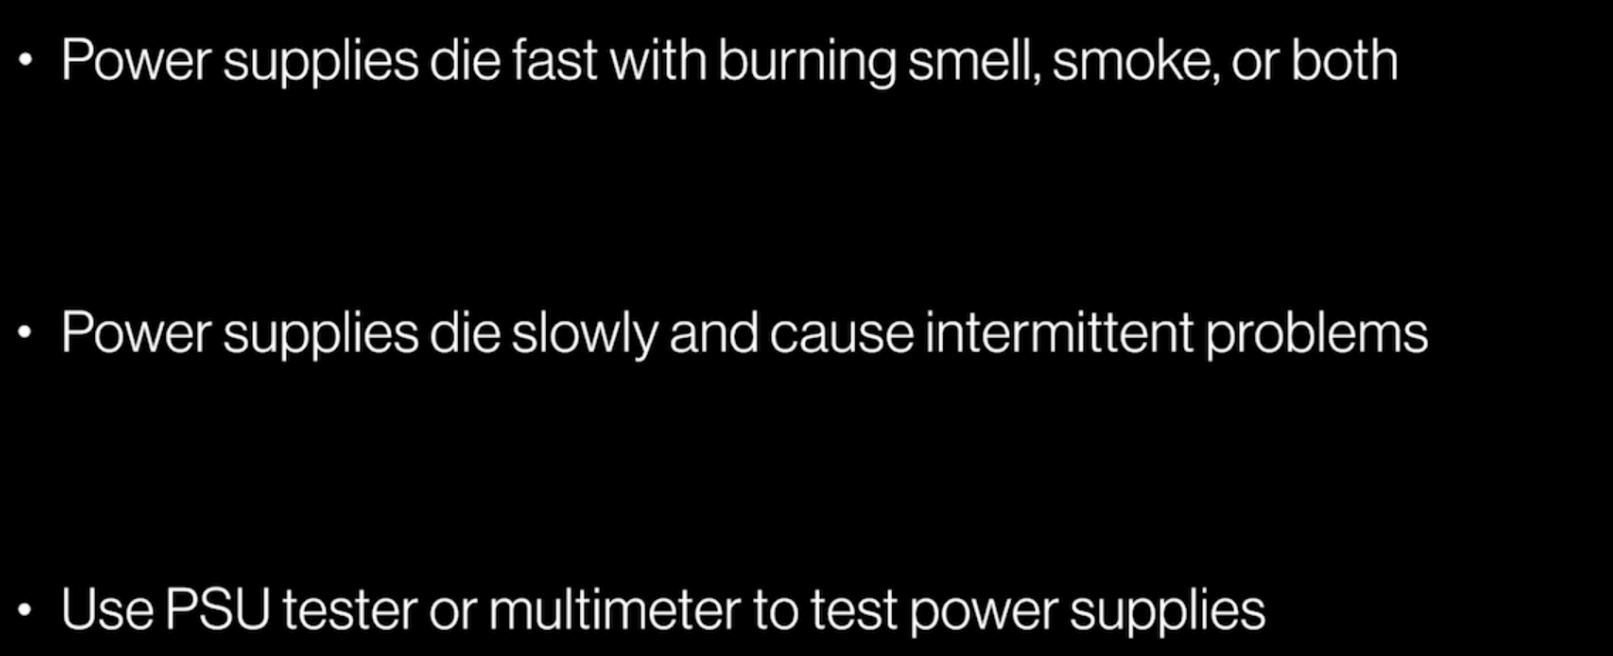 • Power supplies die fast with burning smell, smoke, or both
• Power supplies die slowly and cause intermittent problems
• Use PSU tester or multimeter to test power supplies